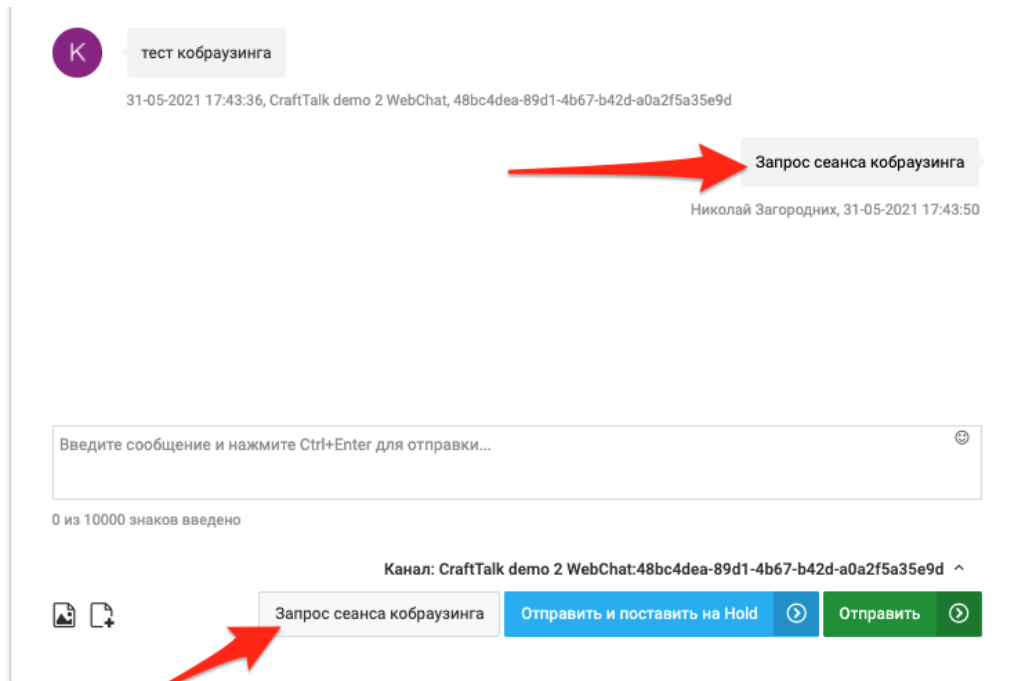 К
тест кобраузинга
31-05-2021 17:43:36, CraftTalk demo 2 WebChat, 48bc4dea-89d1-4b67-b42d-a0a2f5a35e9d
Запрос сеанса кобраузинга
Николай Загородних, 31-05-2021 17:43:50
Введите сообщение и нажмите Ctrl+Enter для отправки...
0 из 10000 знаков введено
Канал: CraftTalk demo 2 WebChat:48bc4dea-89d1-4b67-b42d-a0a2f5a35e9d
Запрос сеанса кобраузинга Отправить и поставить на Hold Отправить